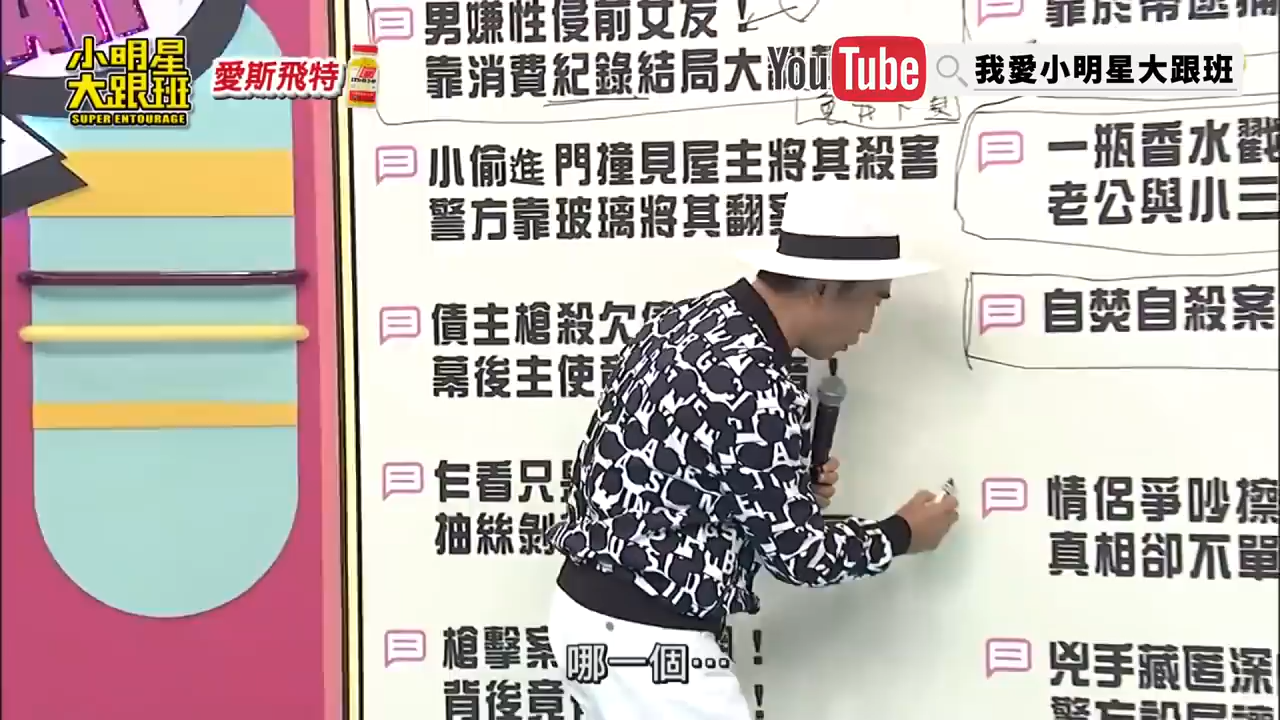 小明星
大跟班
SUPER ENTOURAGE
愛斯飛特
YouTube
我愛小明星大跟班
男嫌性侵前女友!
靠消費紀錄結局大
小偷進門撞見屋主將其殺害
警方靠玻璃將其翻案
債主槍殺欠債
幕後主使
乍看只是
抽絲剝
槍擊案
!
背後竟
!
一瓶香水戳
老公與小三
自焚自殺案
情侶爭吵擦
真相卻不單
兇手藏匿深
哪一個…